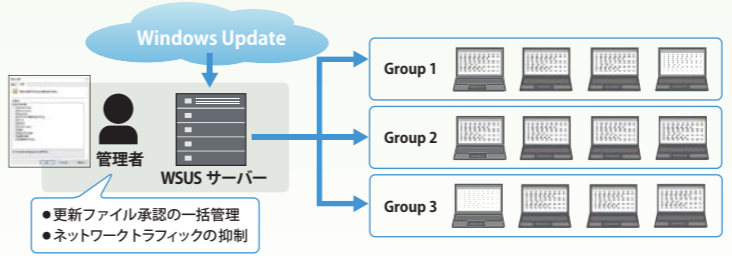 Windows Update
Group 1
管理者
WSUS サーバー
Group 2
Group 3
●更新ファイル承認の一括管理
●ネットワークトラフィックの抑制